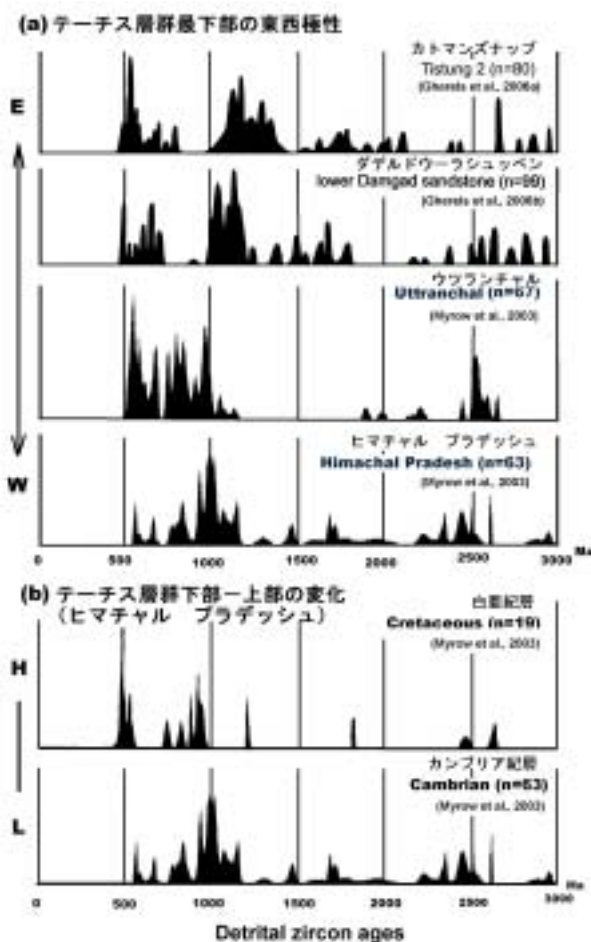 (a) テーチス層群最下部の東西極性
カトマンズナップ
Tistung 2 (n=80)
(Gherels et al., 2006a)
E
ダデルドウーラシュッペン
lower Damgad sandstone (n=99)
(Gherels et al., 2006b)
ウッランチャル
Uttranchal (n=67)
(Myrow et al., 2003)
W
ヒマチャル プラデッシュ
Himachal Pradesh (n=63)
(Myrow et al., 2003)
0 500 1000 1500 2000 2500 3000 Ma
(b) テーチス層群下部ー上部の変化
(ヒマチャル プラデッシュ)
白亜紀層
Cretaceous (n=19)
(Myrow et al., 2003)
H
カンブリア紀層
Cambrian (n=63)
(Myrow et al., 2003)
L
0 500 1000 1500 2000 2500 3000 Ma
Detrital zircon ages